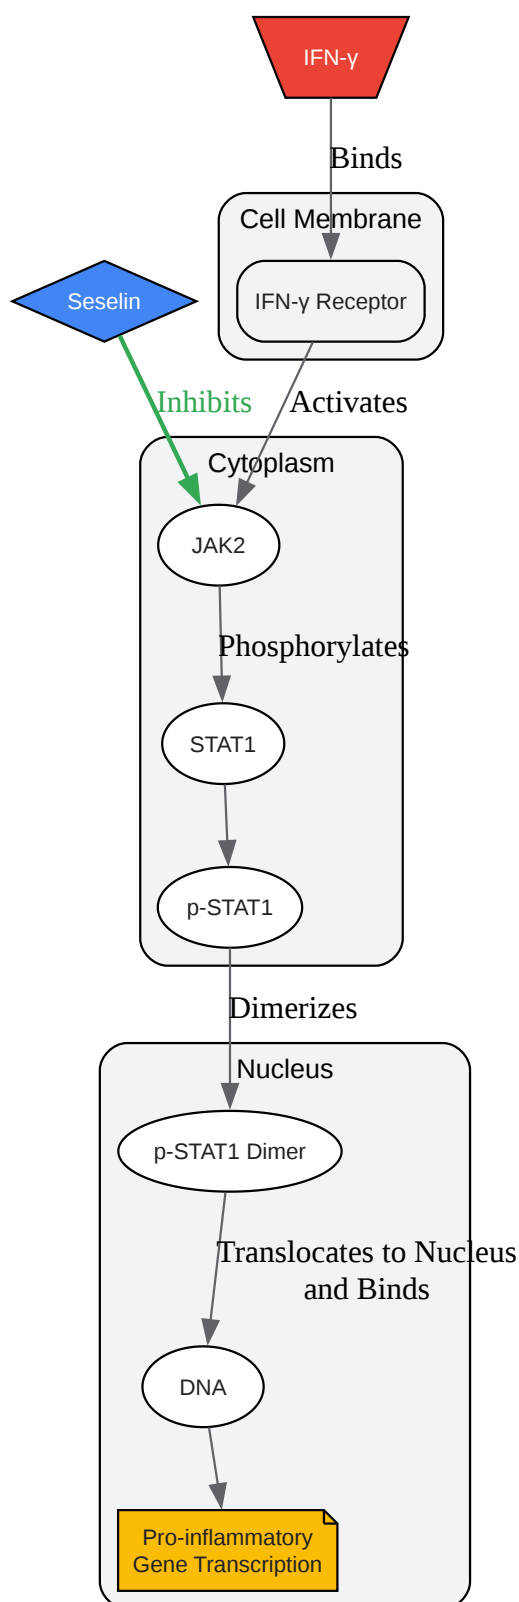 IFN-γ
Binds
Cell Membrane
IFN-γ Receptor
Seselin
Inhibits
Activates
Cytoplasm
JAK2
Phosphorylates
STAT1
p-STAT1
Dimerizes
Nucleus
p-STAT1 Dimer
Translocates to Nucleus
and Binds
DNA
Pro-inflammatory
Gene Transcription